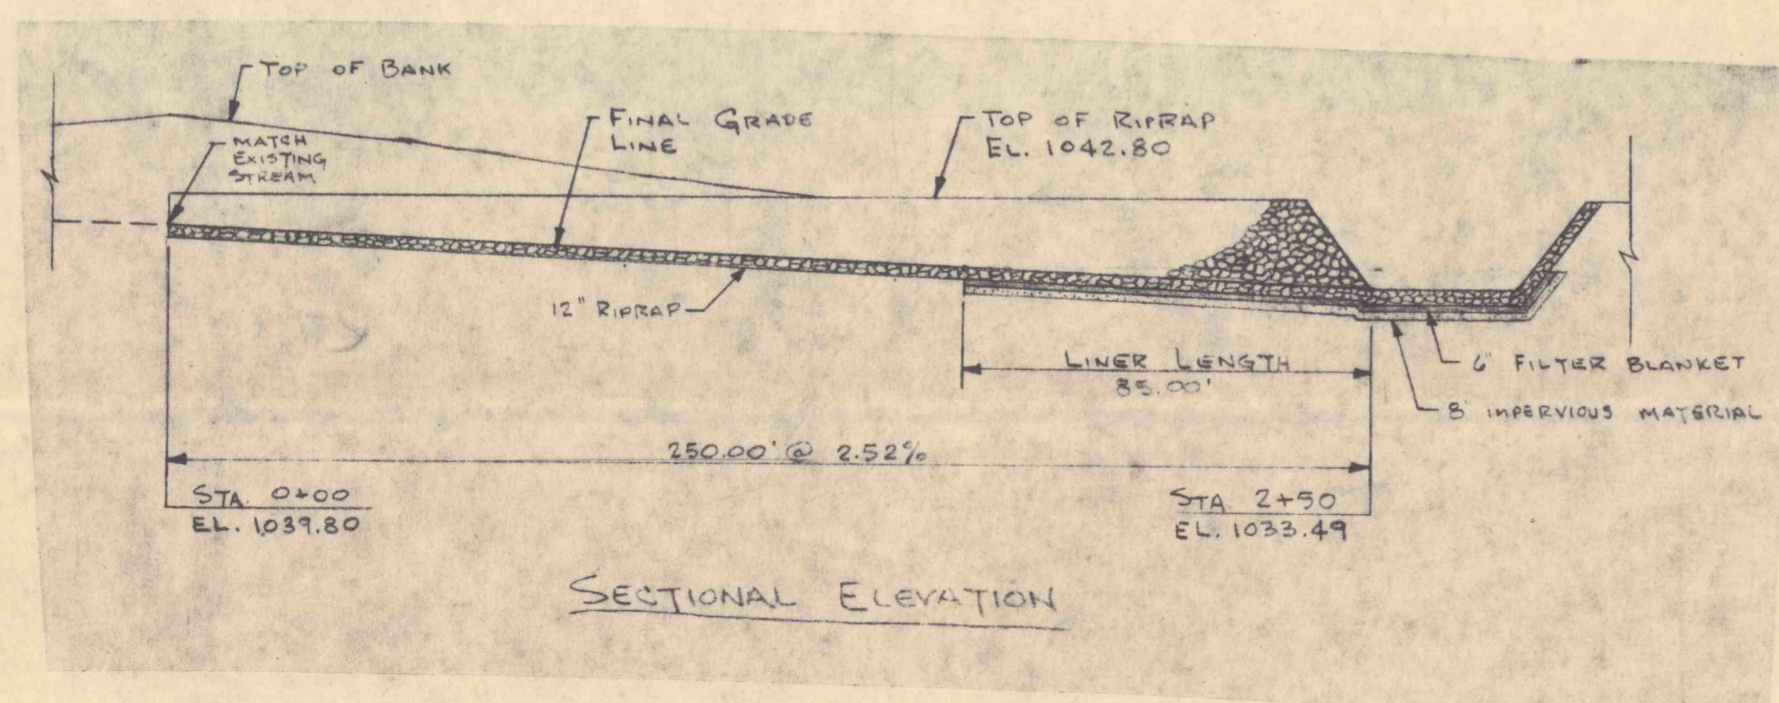 TOP OF BANK
MATCH
EXISTING
STREAM
FINAL GRADE
LINE
TOP OF RIPRAP
EL. 1042.80
12" RIPRAP
LINER LENGTH
85.00'
6" FILTER BLANKET
8" IMPERVIOUS MATERIAL
250.00' @ 2.52%
STA. 0+00
EL. 1039.80
STA 2+50
EL. 1033.49
SECTIONAL ELEVATION